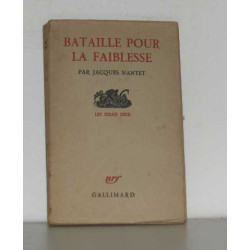 BATAILLE POUR
LA FAIBLESSE
PAR JACQUES NANTET
LES ESSAIS XXIX
nrf
GALLIMARD